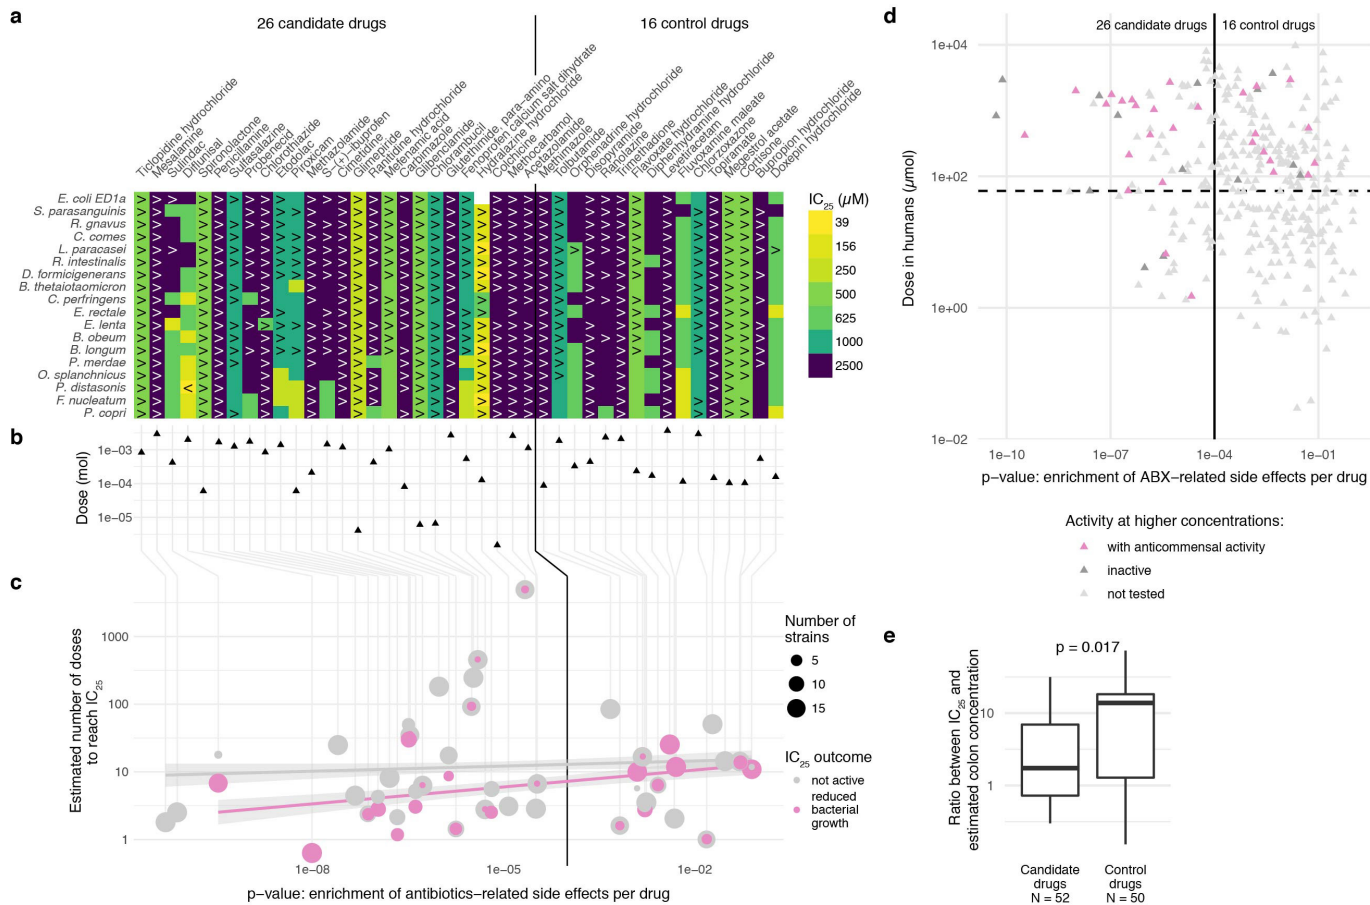 a
26 candidate drugs
16 control drugs
Ticlopidine hydrochloride
Mesalamine
Sulindac
Diflunisal
Spironolactone
Penicillamine
Sulfasalazine
Probenecid
Chlorothiazide
Etodolac
Piroxicam
Methazolamide
S−(+)−ibuprofen
Cimetidine
Glimepiride
Ranitidine hydrochloride
Mefenamic acid
Carbimazole
Glibenclamide
Chlorambucil
Glutethimide, para−amino
Fenoprofen calcium salt dihydrate
Hydralazine hydrochloride
Colchicine
Methocarbamol
Acetazolamide
Methimazole
Tolbutamide
Orphenadrine hydrochloride
Disopyramide
Ranolazine
Trimethadione
Flavoxate hydrochloride
Diphenhydramine hydrochloride
Levetiracetam
Fluvoxamine maleate
Chlorzoxazone
Topiramate
Megestrol acetate
Cortisone
Bupropion hydrochloride
Doxepin hydrochloride
E. coli ED1a
S. parasanguinis
R. gnavus
C. comes
L. paracasei
R. intestinalis
D. formicigenerans
B. thetaiotaomicron
C. perfringens
E. rectale
E. lenta
B. obeum
B. longum
P. merdae
O. splanchnicus
P. distasonis
F. nucleatum
P. copri
IC25 (µM)
39
156
250
500
625
1000
2500
b
Dose (mol)
1e−03
1e−04
1e−05
c
Estimated number of doses
to reach IC25
1000
100
10
1
1e−08
1e−05
1e−02
p−value: enrichment of antibiotics−related side effects per drug
Number of
strains
5
10
15
IC25 outcome
not active
reduced
bacterial
growth
d
26 candidate drugs
16 control drugs
Dose in humans (µmol)
1e+04
1e+02
1e+00
1e−02
1e−10
1e−07
1e−04
1e−01
p−value: enrichment of ABX−related side effects per drug
Activity at higher concentrations:
with anticommensal activity
inactive
not tested
e
p = 0.017
Ratio between IC25 and
estimated colon concentration
10
1
Candidate
drugs
N = 52
Control
drugs
N = 50